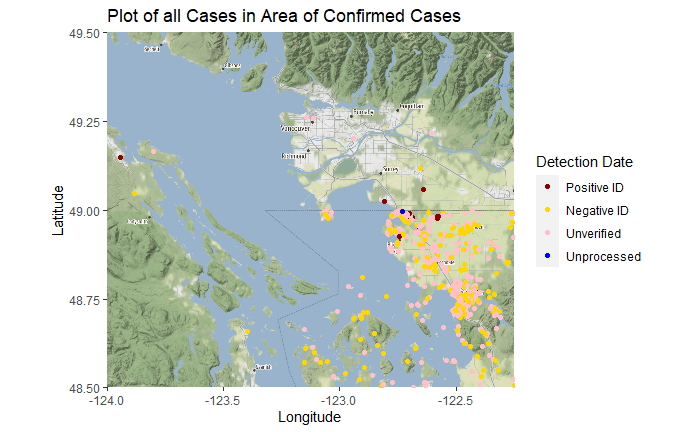 Plot of all Cases in Area of Confirmed Cases
49.50
49.25
49.00
48.75
48.50
Latitude
Vancouver
Burnaby
Coquitlam
Richmond
Surrey
-124.0
-123.5
-123.0
-122.5
Longitude
Detection Date
Positive ID
Negative ID
Unverified
Unprocessed